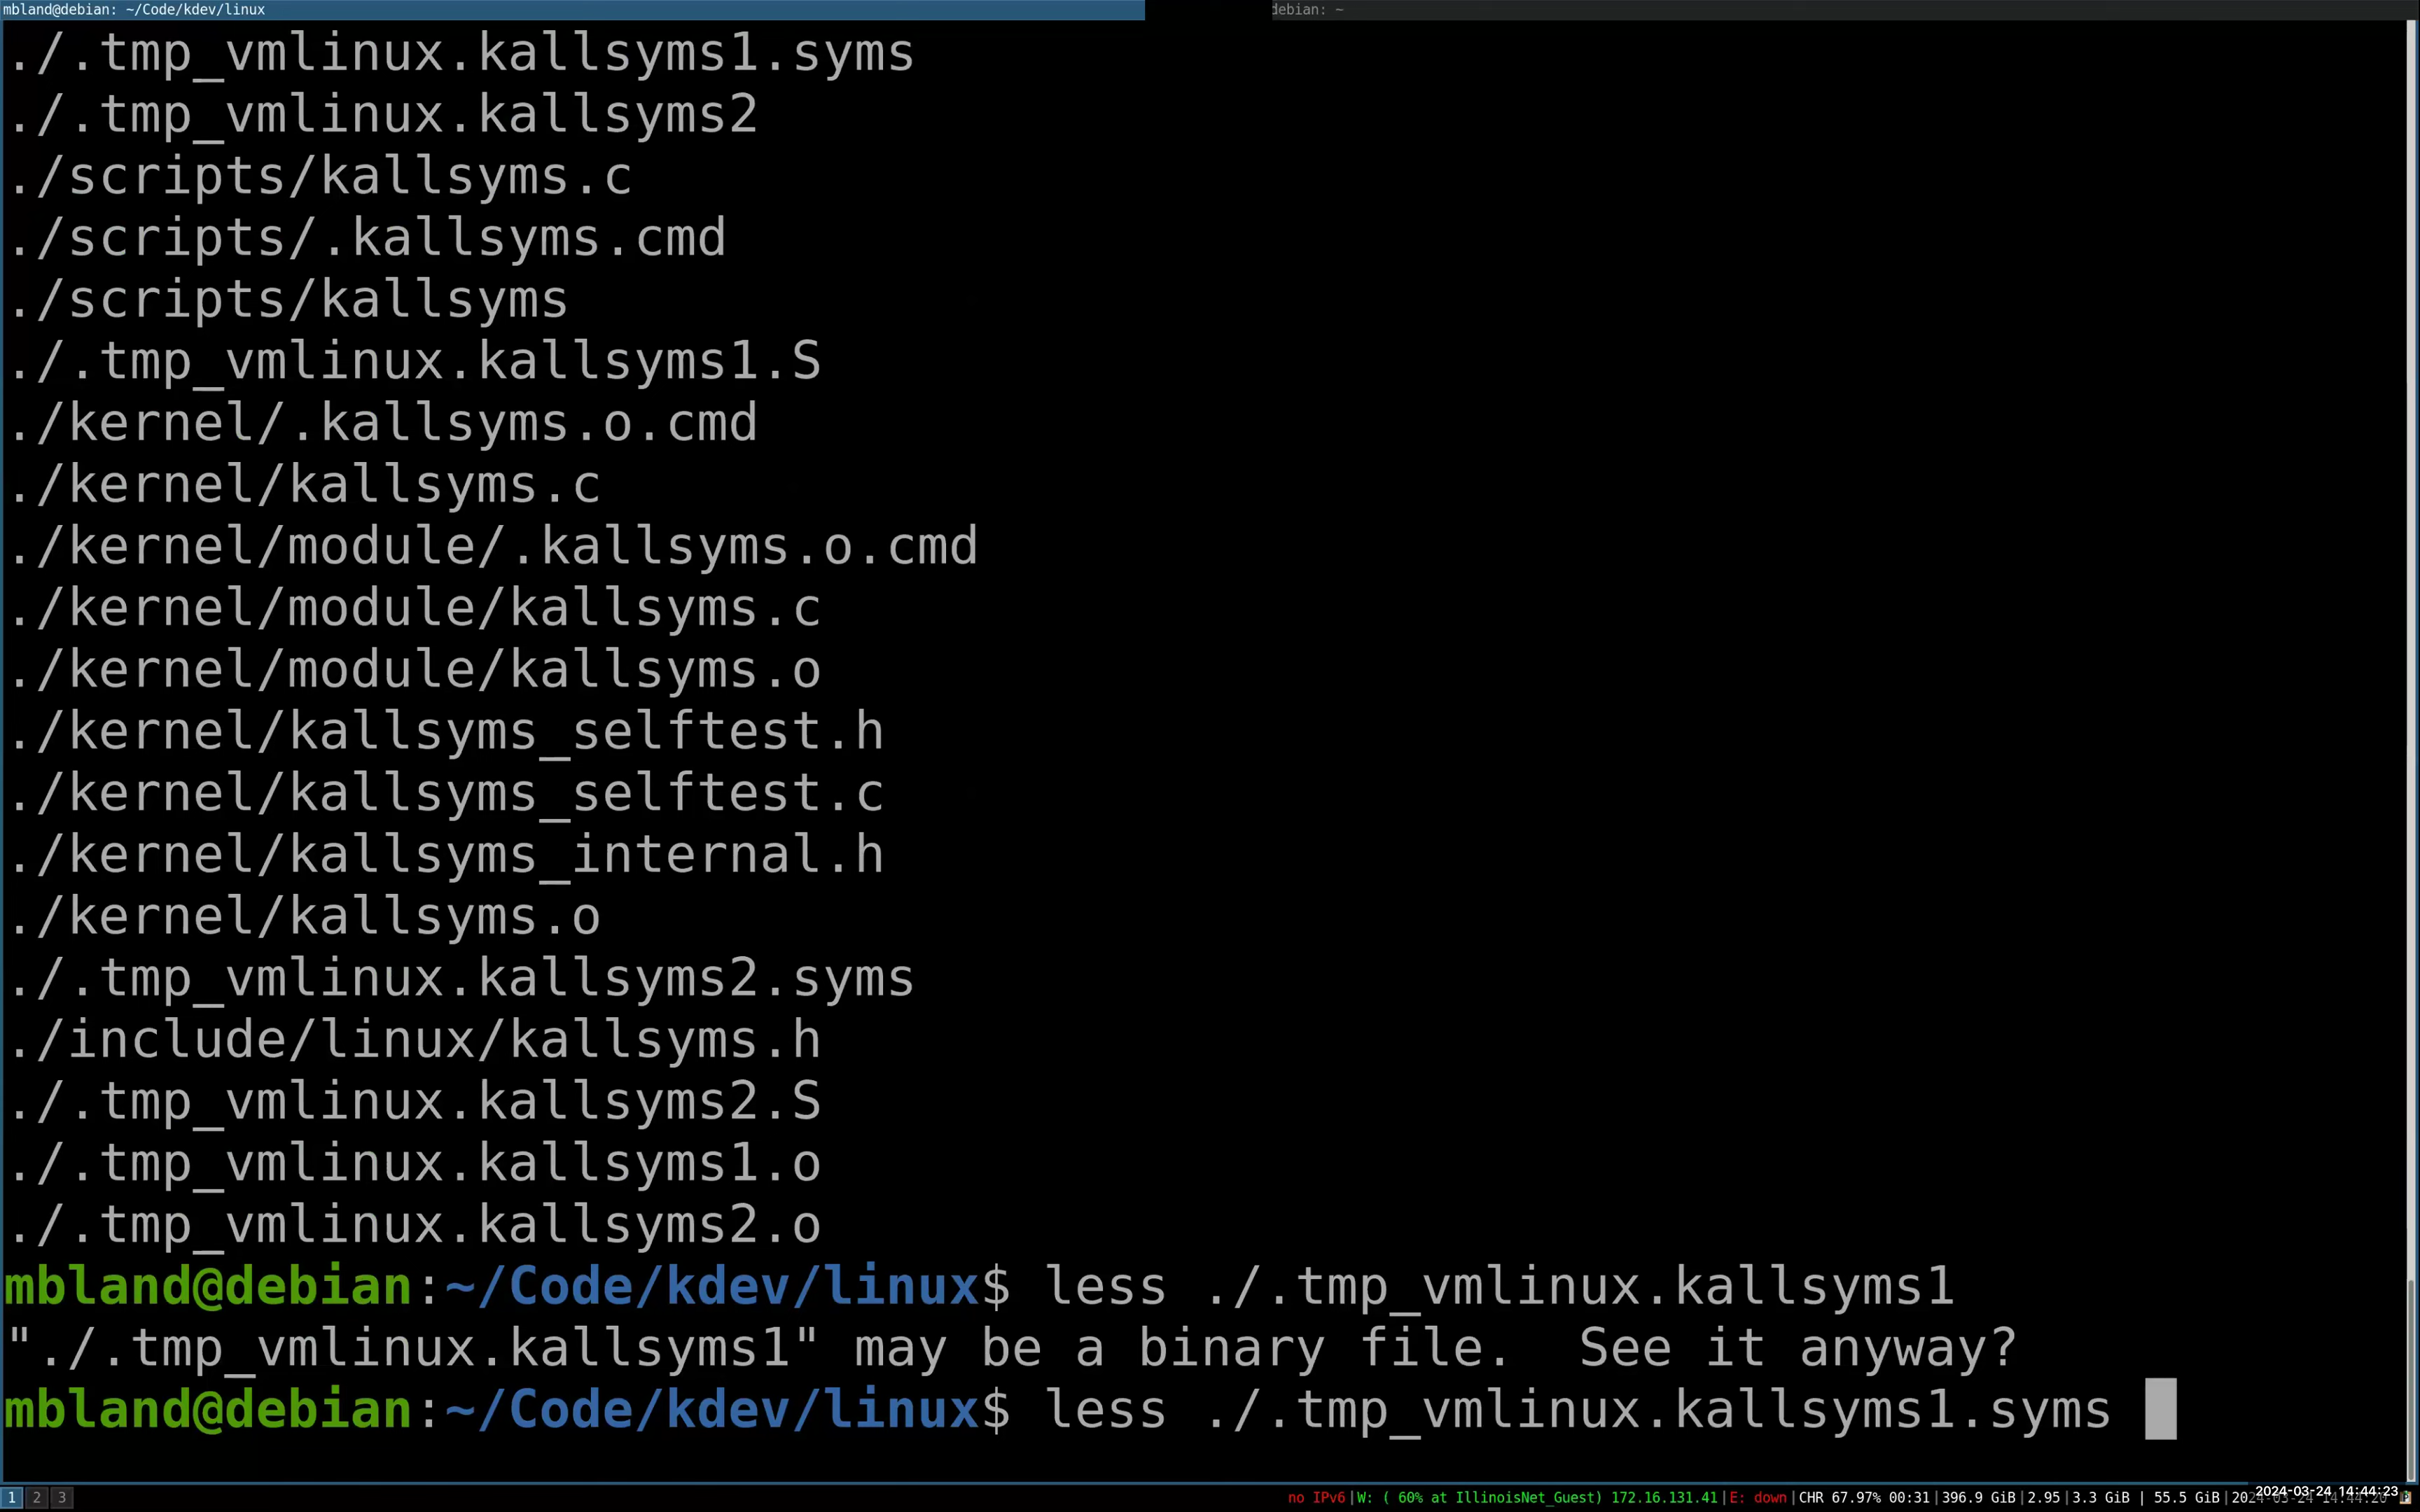 mbland@debian: ~/Code/kdev/linux
debian: ~
./.tmp_vmlinux.kallsyms1.syms
./.tmp_vmlinux.kallsyms2
./scripts/kallsyms.c
./scripts/.kallsyms.cmd
./scripts/kallsyms
./.tmp_vmlinux.kallsyms1.S
./kernel/.kallsyms.o.cmd
./kernel/kallsyms.c
./kernel/module/.kallsyms.o.cmd
./kernel/module/kallsyms.c
./kernel/module/kallsyms.o
./kernel/kallsyms_selftest.h
./kernel/kallsyms_selftest.c
./kernel/kallsyms_internal.h
./kernel/kallsyms.o
./.tmp_vmlinux.kallsyms2.syms
./include/linux/kallsyms.h
./.tmp_vmlinux.kallsyms2.S
./.tmp_vmlinux.kallsyms1.o
./.tmp_vmlinux.kallsyms2.o
mbland@debian:~/Code/kdev/linux$ less ./.tmp_vmlinux.kallsyms1
"./.tmp_vmlinux.kallsyms1" may be a binary file.  See it anyway?
mbland@debian:~/Code/kdev/linux$ less ./.tmp_vmlinux.kallsyms1.syms
1 2 3
no IPv6|W: ( 60% at IllinoisNet_Guest) 172.16.131.41|E: down|CHR 67.97% 00:31|396.9 GiB|2.95|3.3 GiB | 55.5 GiB|2024-03-24 14:44:23